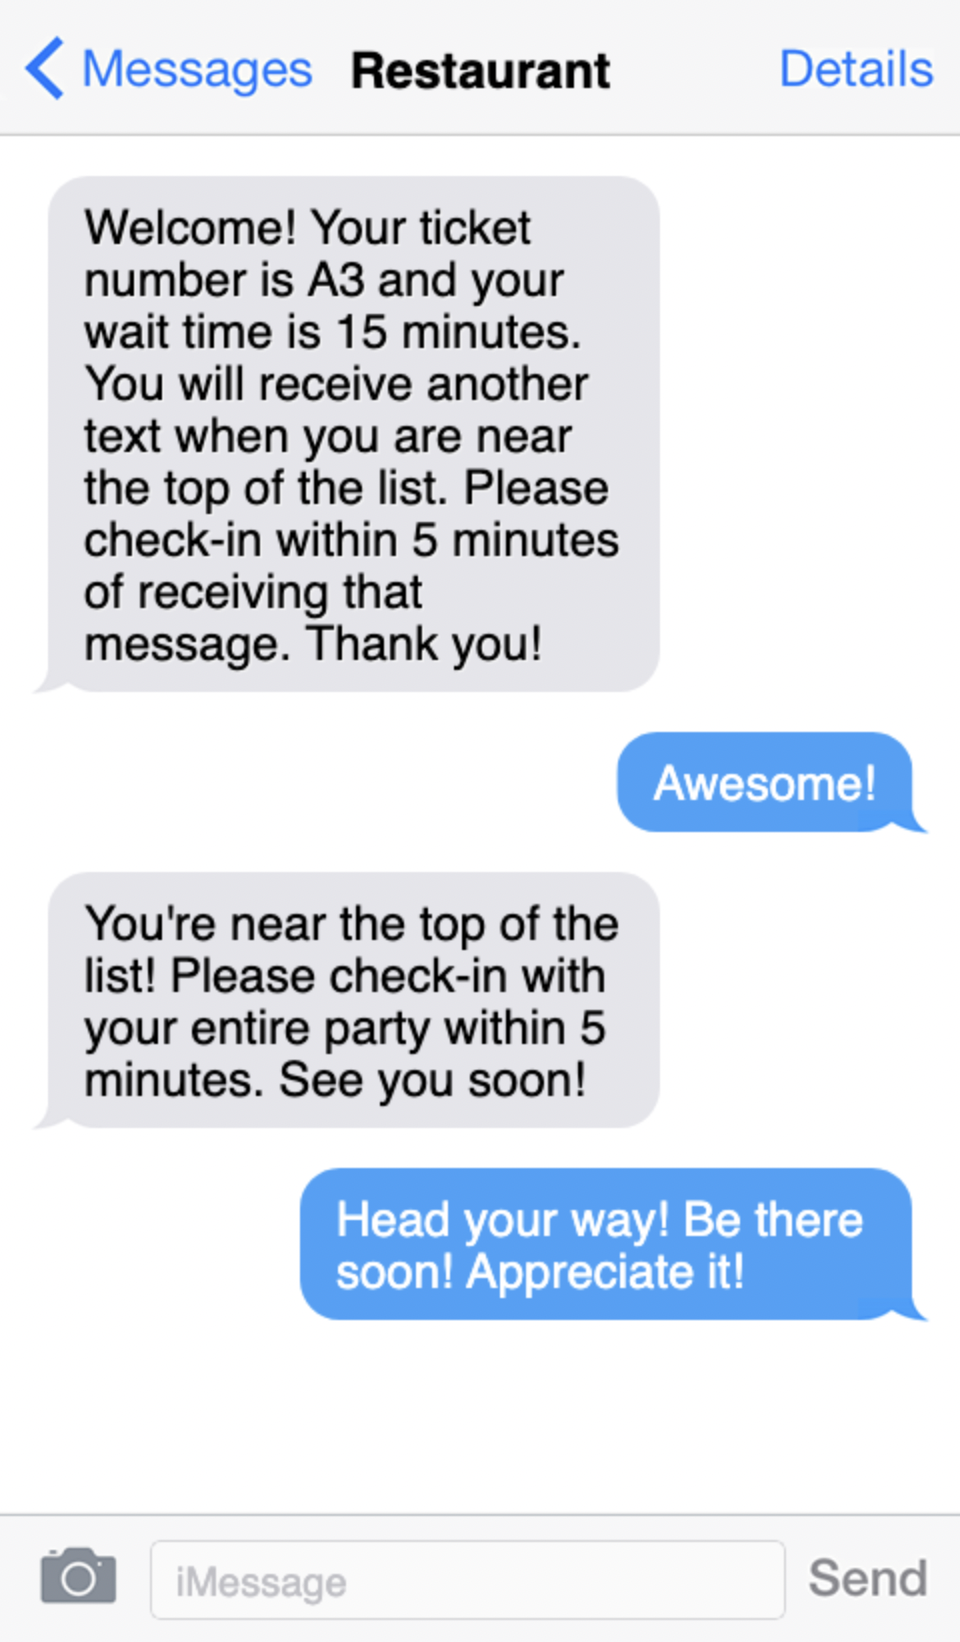 Messages Restaurant Details
Welcome! Your ticket
number is A3 and your
wait time is 15 minutes.
You will receive another
text when you are near
the top of the list. Please
check-in within 5 minutes
of receiving that
message. Thank you!
Awesome!
You're near the top of the
list! Please check-in with
your entire party within 5
minutes. See you soon!
Head your way! Be there
soon! Appreciate it!
iMessage Send